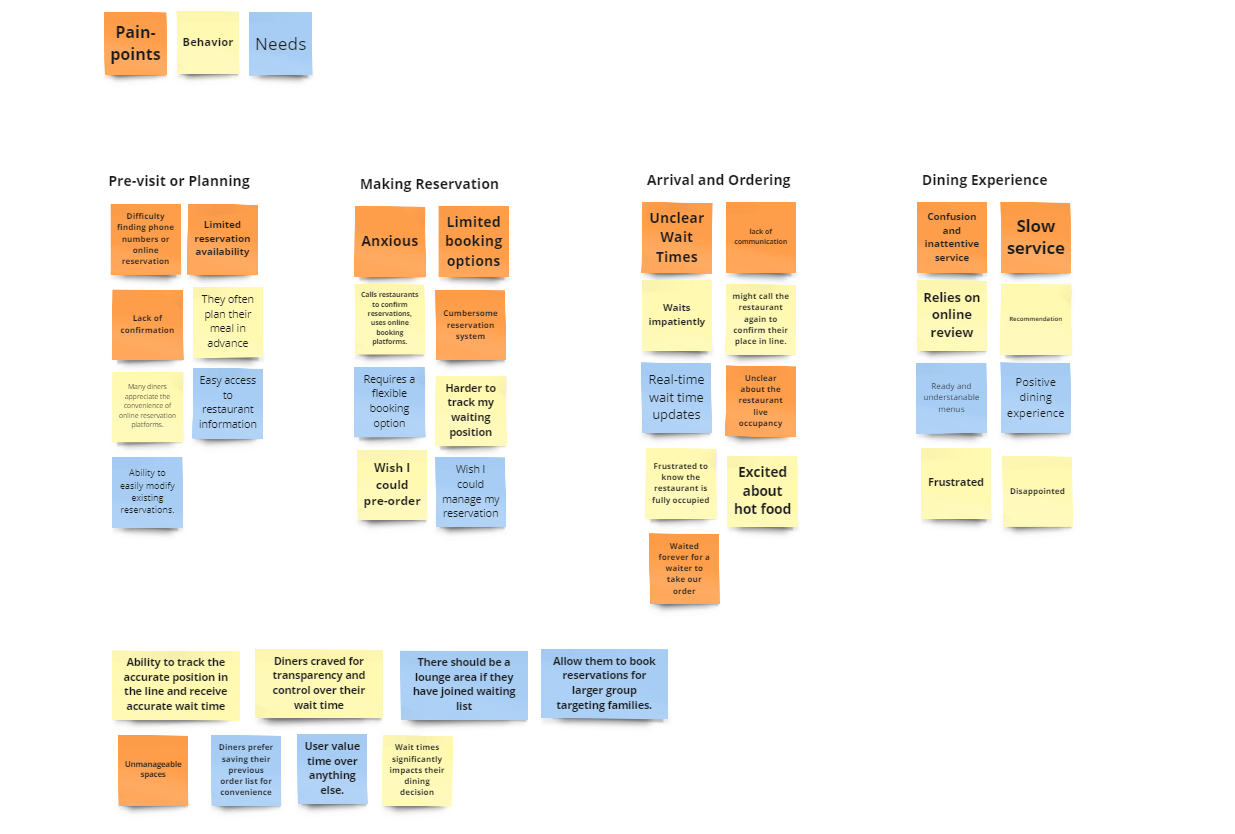 Pain-
points
Behavior
Needs
Pre-visit or Planning
Difficulty
finding phone
numbers or
online
reservation
Limited
reservation
availability
Lack of
confirmation
They often
plan their
meal in
advance
Many diners
appreciate the
convenience of
online reservation
platforms.
Easy access
to
restaurant
information
Ability to
easily modify
existing
reservations.
Making Reservation
Anxious
Limited
booking
options
Calls restaurants
to confirm
reservations,
uses online
booking
platforms.
Cumbersome
reservation
system
Requires a
flexible
booking
option
Harder to
track my
waiting
position
Wish I
could
pre-order
Wish I
could
manage my
reservation
Arrival and Ordering
Unclear
Wait
Times
lack of
communication
Waits
impatiently
might call the
restaurant
again to
confirm their
place in line.
Real-time
wait time
updates
Unclear
about the
restaurant
live
occupancy
Frustrated to
know the
restaurant is
fully occupied
Excited
about
hot food
Waited
forever for a
waiter to
take our
order
Dining Experience
Confusion
and
inattentive
service
Slow
service
Relies on
online
review
Recommendation
Ready and
understanable
menus
Positive
dining
experience
Frustrated
Disappointed
Ability to track the
accurate position in
the line and receive
accurate wait time
Diners craved for
transparency and
control over their
wait time
There should be a
lounge area if they
have joined waiting
list
Allow them to book
reservations for
larger group
targeting families.
Unmanageable
spaces
Diners prefer
saving their
previous
order list for
convenience
User value
time over
anything
else.
Wait times
significantly
impacts their
dining
decision